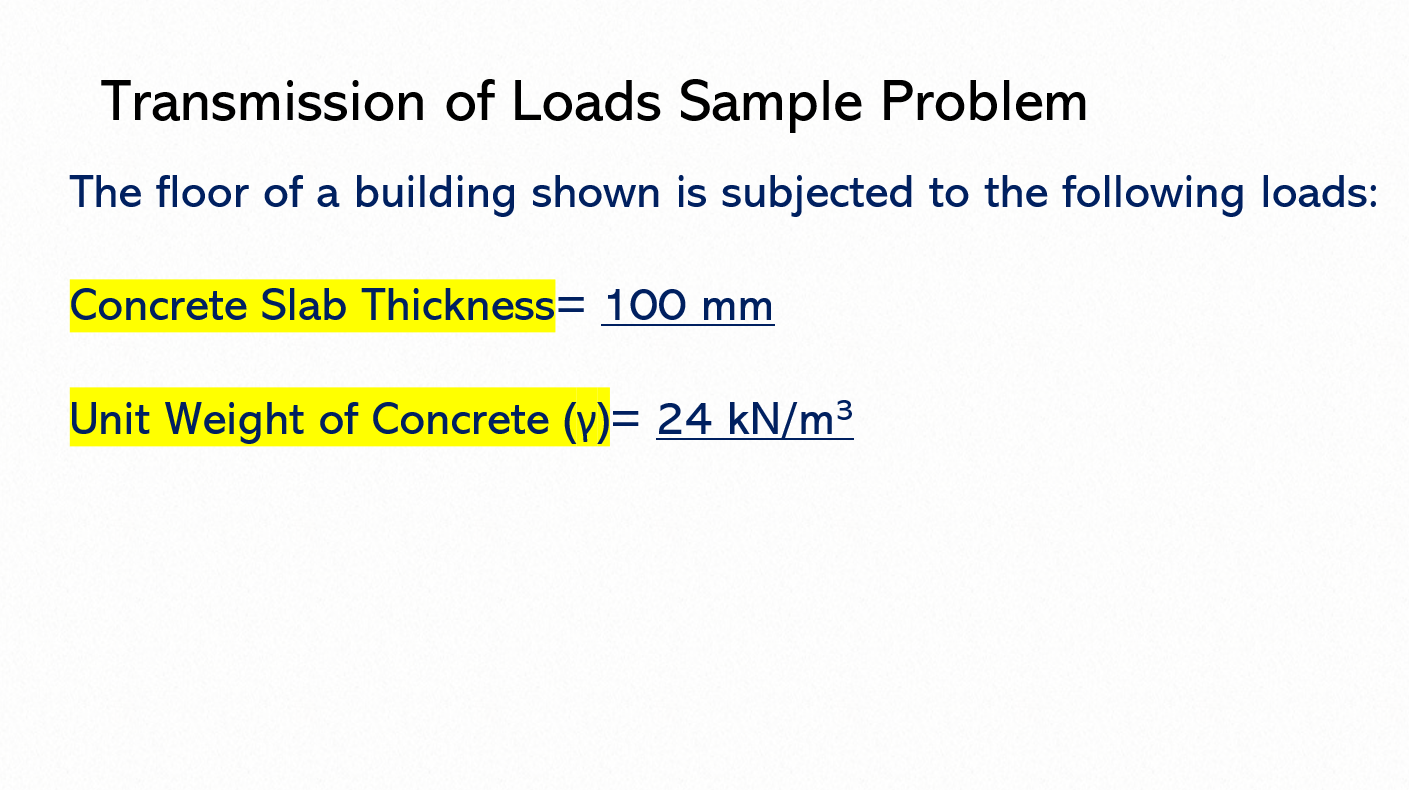 Transmission of Loads Sample Problem
The floor of a building shown is subjected to the following loads:
Concrete Slab Thickness= 100 mm
Unit Weight of Concrete (γ)= 24 kN/m³